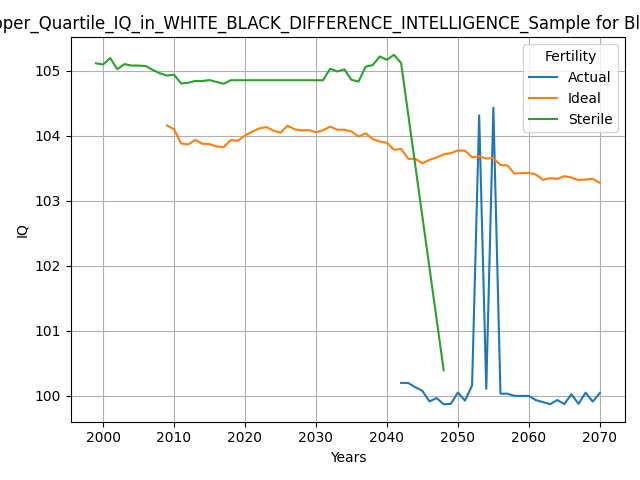 pper_Quartile_IQ_in_WHITE_BLACK_DIFFERENCE_INTELLIGENCE_Sample for Bl
Fertility
Actual
Ideal
Sterile
105
104
103
102
101
100
IQ
2000 2010 2020 2030 2040 2050 2060 2070
Years